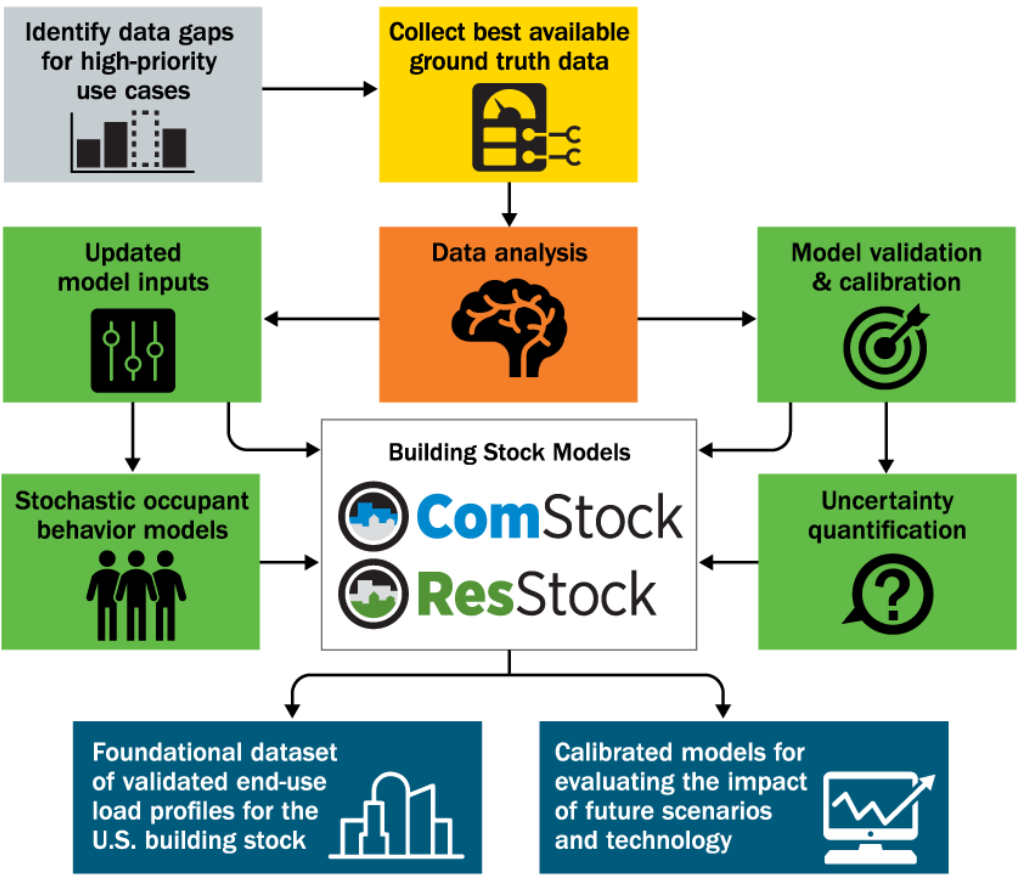 Identify data gaps
for high-priority
use cases
Collect best available
ground truth data
Updated
model inputs
Data analysis
Model validation
& calibration
Building Stock Models
ComStock
ResStock
Stochastic occupant
behavior models
Uncertainty
quantification
?
Foundational dataset
of validated end-use
load profiles for the
U.S. building stock
Calibrated models for
evaluating the impact
of future scenarios
and technology